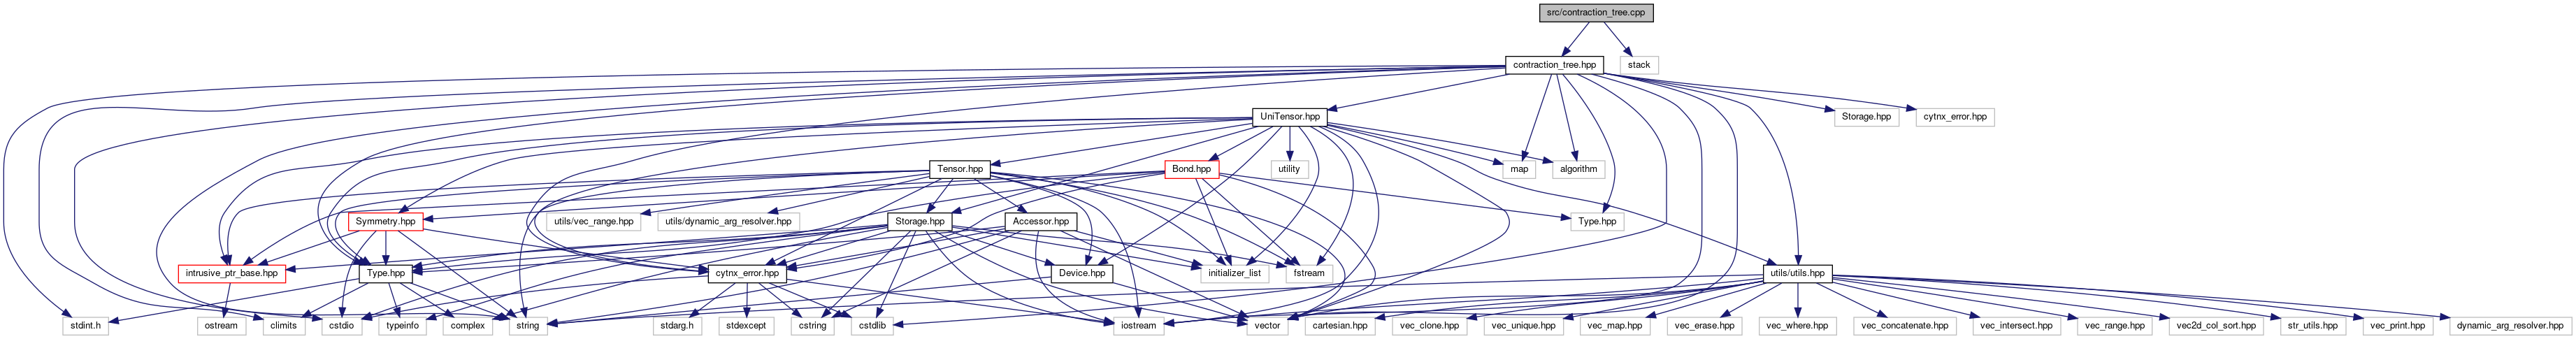 src/contraction_tree.cpp
contraction_tree.hpp
stack
UniTensor.hpp
Storage.hpp
cytnx_error.hpp
Tensor.hpp
Bond.hpp
utility
map
algorithm
Symmetry.hpp
utils/vec_range.hpp
utils/dynamic_arg_resolver.hpp
Storage.hpp
Accessor.hpp
Type.hpp
intrusive_ptr_base.hpp
Type.hpp
cytnx_error.hpp
Device.hpp
initializer_list
fstream
utils/utils.hpp
stdint.h
ostream
climits
cstdio
typeinfo
complex
string
stdarg.h
stdexcept
cstring
cstdlib
iostream
vector
cartesian.hpp
vec_clone.hpp
vec_unique.hpp
vec_map.hpp
vec_erase.hpp
vec_where.hpp
vec_concatenate.hpp
vec_intersect.hpp
vec_range.hpp
vec2d_col_sort.hpp
str_utils.hpp
vec_print.hpp
dynamic_arg_resolver.hpp